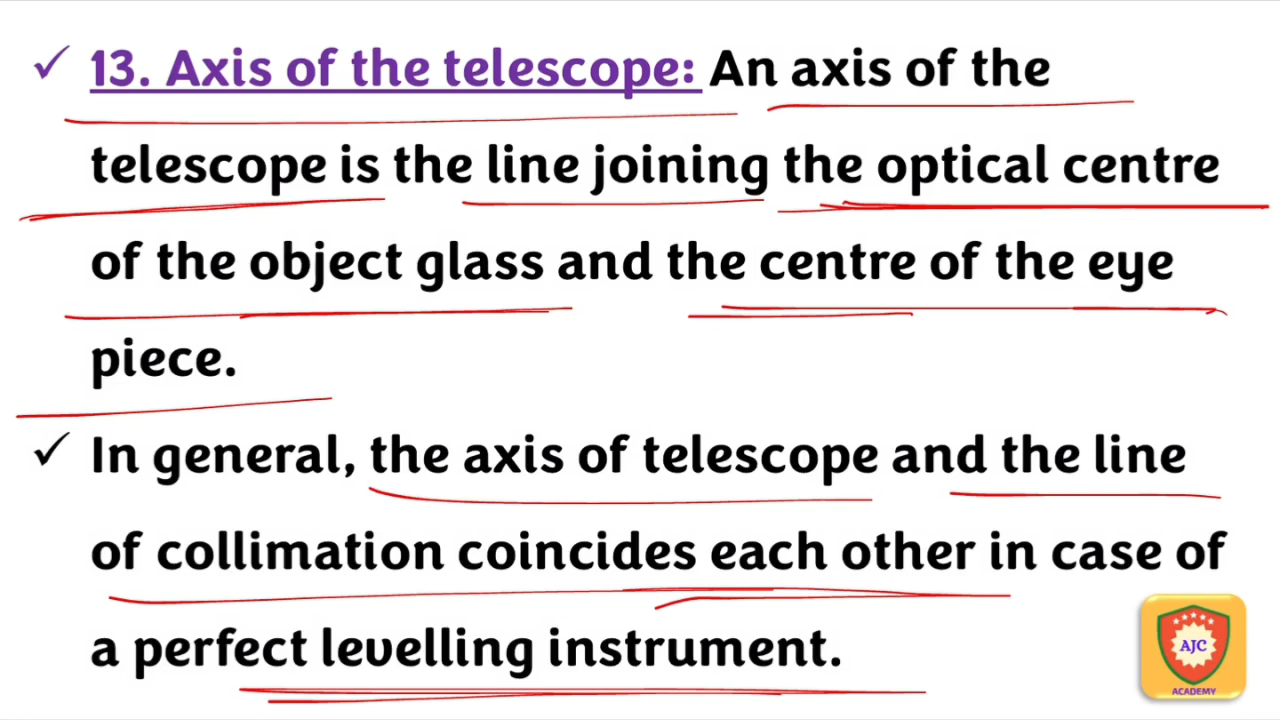 ✓ 13. Axis of the telescope: An axis of the
telescope is the line joining the optical centre
of the object glass and the centre of the eye
piece.
✓ In general, the axis of telescope and the line
of collimation coincides each other in case of
a perfect levelling instrument.
AJC
ACADEMY